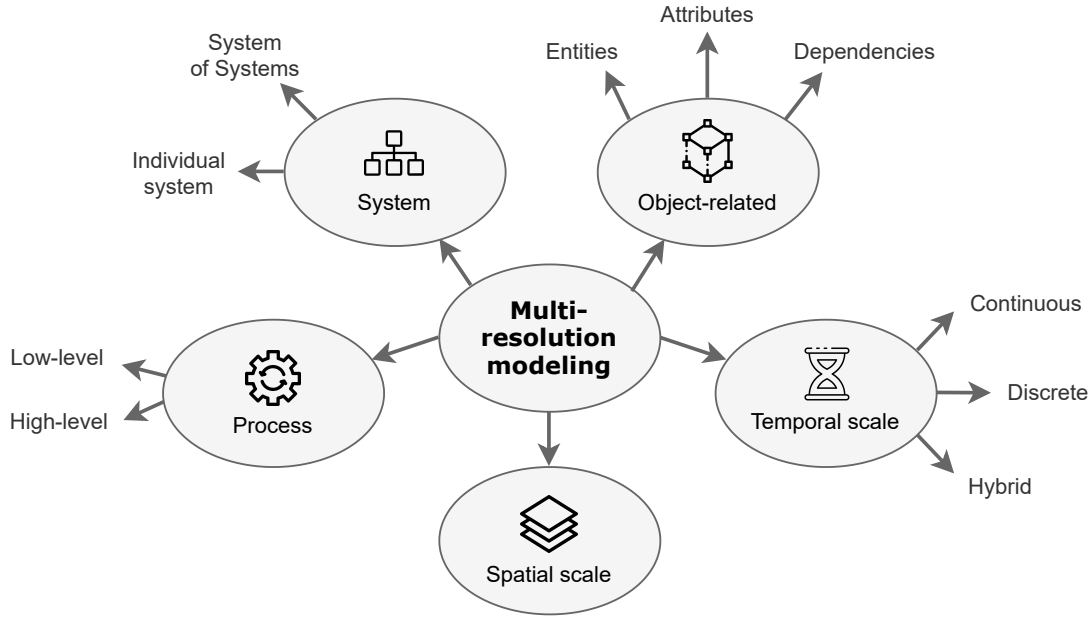 Attributes
System
of Systems
Entities
Dependencies
Individual
system
System
Object-related
Multi-
resolution
modeling
Continuous
Low-level
High-level
Process
Temporal scale
Discrete
Hybrid
Spatial scale